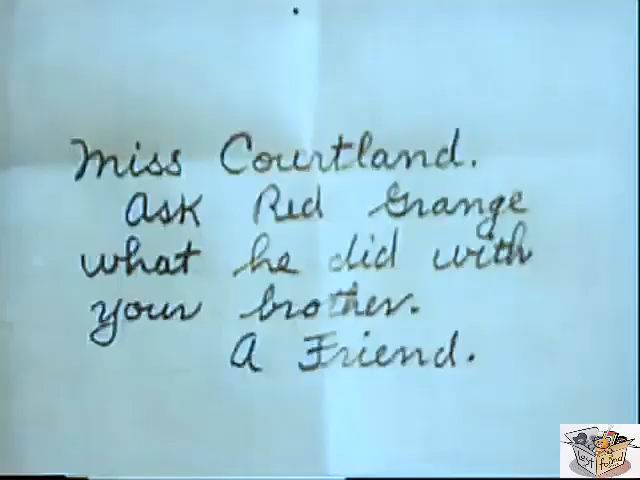 Miss Courtland.
Ask Red Grange
what he did with
your brother.
A Friend.